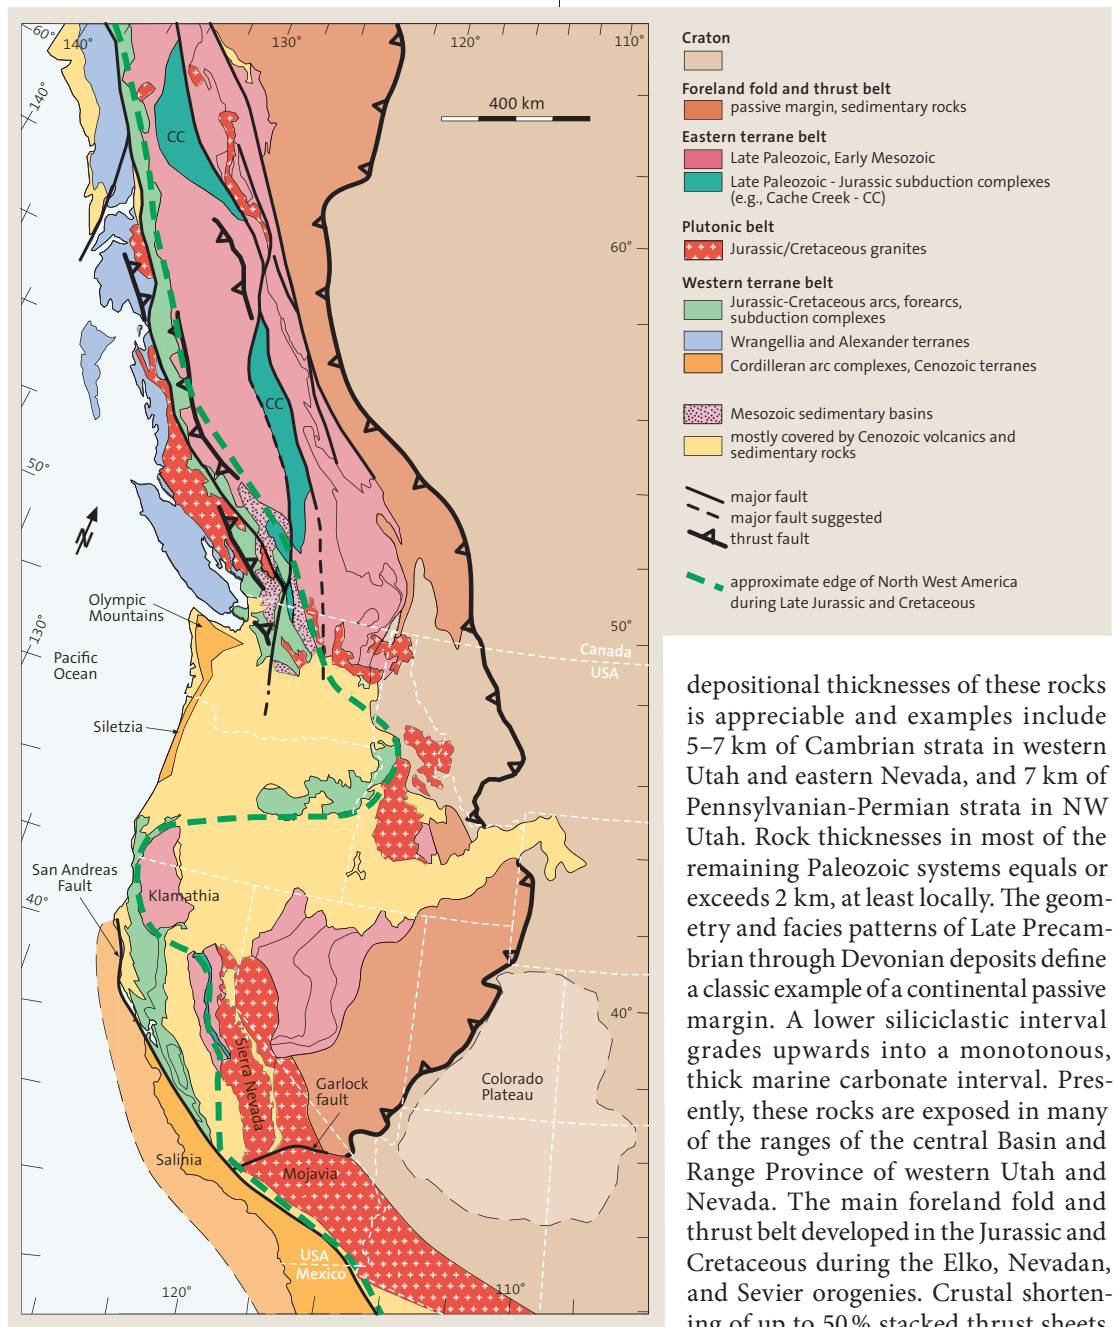 60°
140°
130°
120°
110°
140°
CC
400 km
60°
CC
50°
N
Olympic
Mountains
130°
Pacific
Ocean
50°
Canada
USA
Siletzia
San Andreas
Fault
Klamathia
40°
40°
Sierra Nevada
Garlock
fault
Colorado
Plateau
Salinia
Mojavia
USA
Mexico
120°
110°
Craton
Foreland fold and thrust belt
passive margin, sedimentary rocks
Eastern terrane belt
Late Paleozoic, Early Mesozoic
Late Paleozoic - Jurassic subduction complexes
(e.g., Cache Creek - CC)
Plutonic belt
Jurassic/Cretaceous granites
Western terrane belt
Jurassic-Cretaceous arcs, forearcs,
subduction complexes
Wrangellia and Alexander terranes
Cordilleran arc complexes, Cenozoic terranes
Mesozoic sedimentary basins
mostly covered by Cenozoic volcanics and
sedimentary rocks
major fault
major fault suggested
thrust fault
approximate edge of North West America
during Late Jurassic and Cretaceous
depositional thicknesses of these rocks
is appreciable and examples include
5–7 km of Cambrian strata in western
Utah and eastern Nevada, and 7 km of
Pennsylvanian-Permian strata in NW
Utah. Rock thicknesses in most of the
remaining Paleozoic systems equals or
exceeds 2 km, at least locally. The geom-
etry and facies patterns of Late Precam-
brian through Devonian deposits define
a classic example of a continental passive
margin. A lower siliciclastic interval
grades upwards into a monotonous,
thick marine carbonate interval. Pres-
ently, these rocks are exposed in many
of the ranges of the central Basin and
Range Province of western Utah and
Nevada. The main foreland fold and
thrust belt developed in the Jurassic and
Cretaceous during the Elko, Nevadan,
and Sevier orogenies. Crustal shorten-
ing of up to 50 % stacked thrust sheets